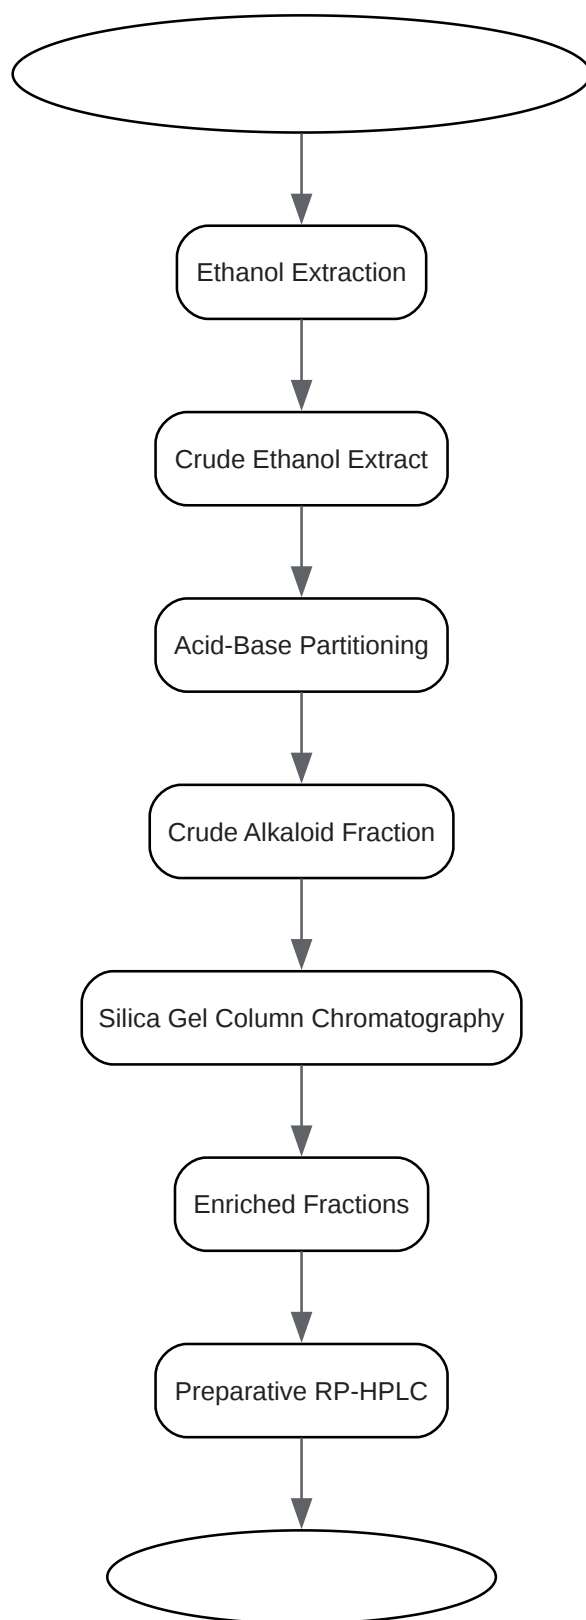 Ethanol Extraction
Crude Ethanol Extract
Acid-Base Partitioning
Crude Alkaloid Fraction
Silica Gel Column Chromatography
Enriched Fractions
Preparative RP-HPLC